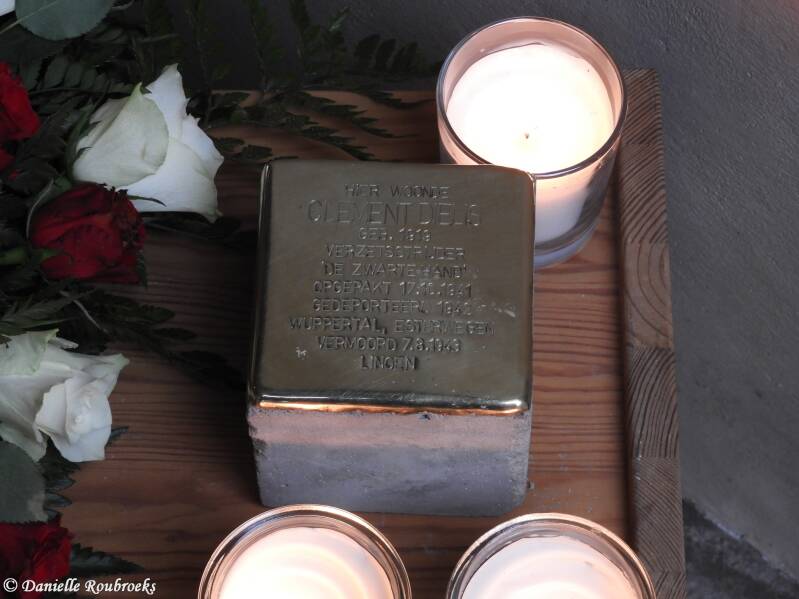 HIER WOONDE
CLEMENT DIELIS
GEB. 1919
VERZETSSTRIJDER
'DE ZWARTE HAND'
OPGEPAKT 17.10.1941
GEDEPORTEERD 1942
WUPPERTAL, ESTERWEGEN
VERMOORD 7.8.1943
LINGEN
© Danielle Roubroeks